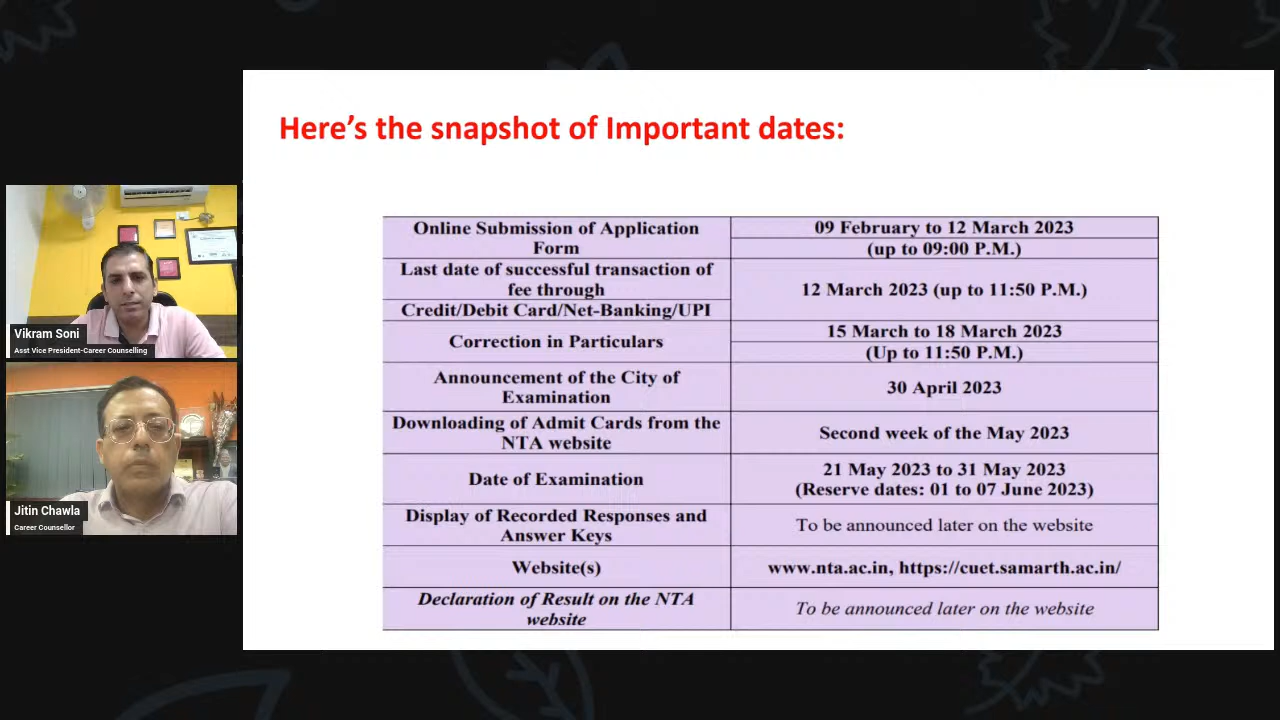 Here's the snapshot of Important dates:
Online Submission of Application
Form
09 February to 12 March 2023
(up to 09:00 P.M.)
Last date of successful transaction of
fee through
Credit/Debit Card/Net-Banking/UPI
12 March 2023 (up to 11:50 P.M.)
Correction in Particulars
15 March to 18 March 2023
(Up to 11:50 P.M.)
Announcement of the City of
Examination
30 April 2023
Downloading of Admit Cards from the
NTA website
Second week of the May 2023
Date of Examination
21 May 2023 to 31 May 2023
(Reserve dates: 01 to 07 June 2023)
Display of Recorded Responses and
Answer Keys
To be announced later on the website
Website(s)
www.nta.ac.in, https://cuet.samarth.ac.in/
Declaration of Result on the NTA
website
To be announced later on the website
Vikram Soni
Asst Vice President-Career Counselling
Jitin Chawla
Career Counsellor